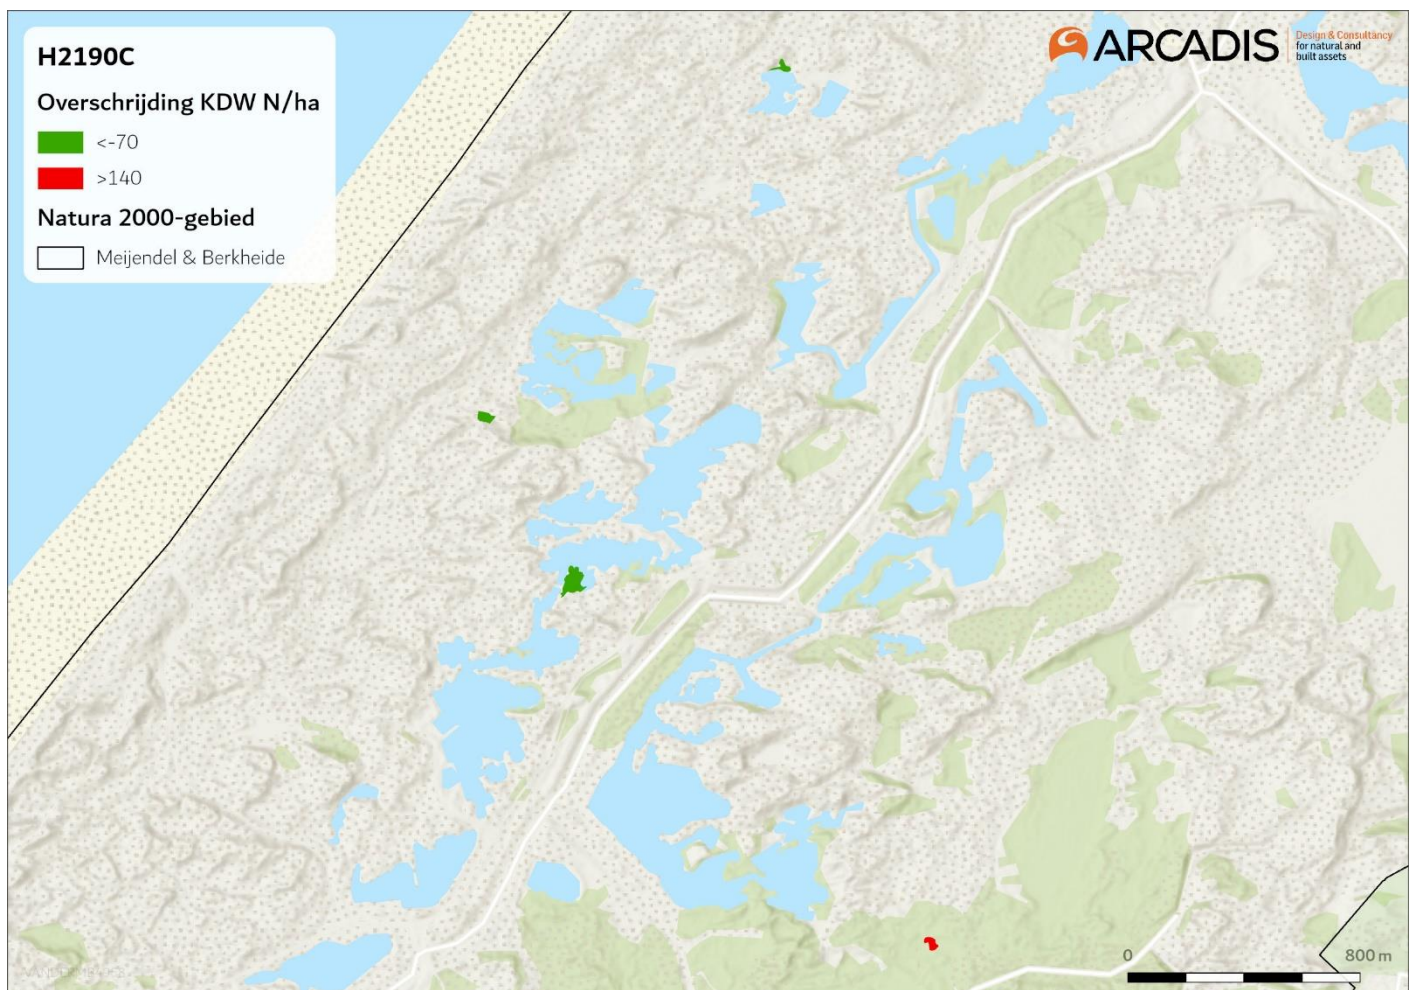 H2190C
Overschrijding KDW N/ha
<-70
>140
Natura 2000-gebied
Meijendel & Berkheide
ARCADIS
Design & Consultancy
for natural and
built assets
0
800 m